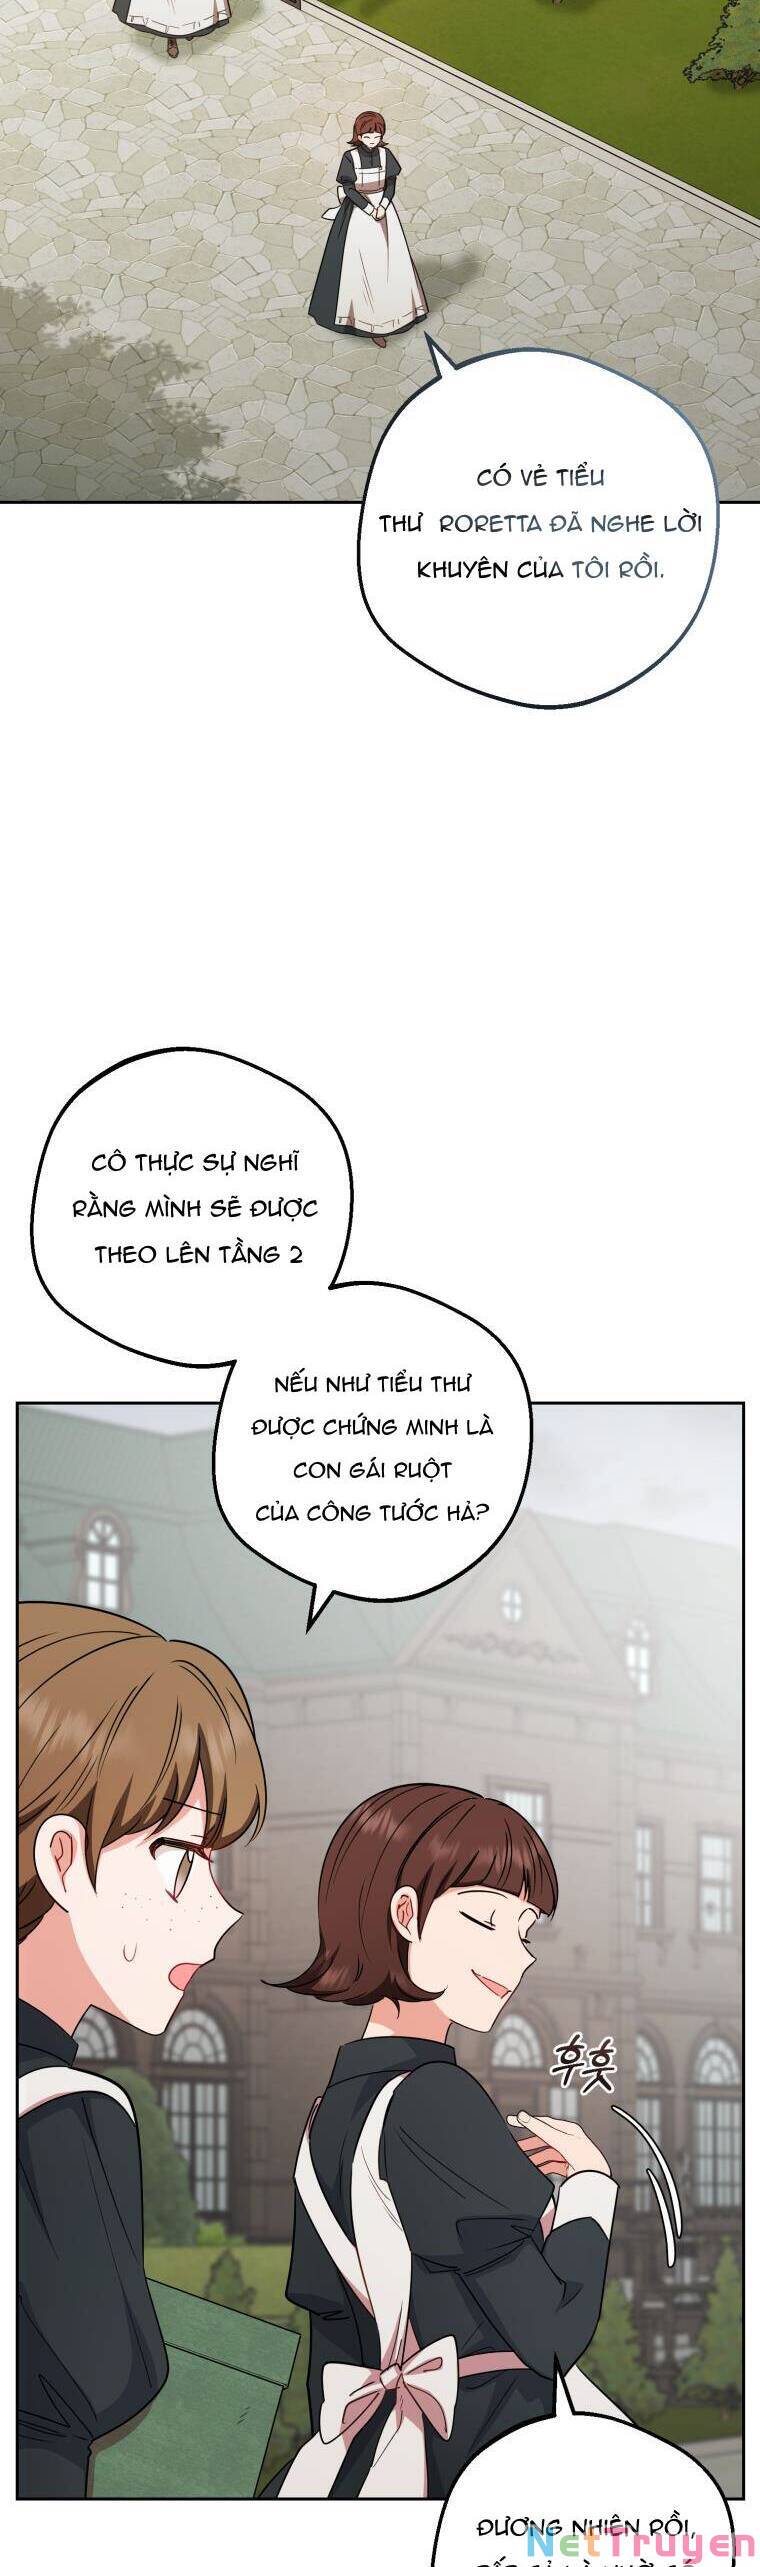 CÓ VẺ TIỂU
THƯ RORETTA ĐÃ NGHE LỜI
KHUYÊN CỦA TÔI RỒI.
CÔ THỰC SỰ NGHĨ
RẰNG MÌNH SẼ ĐƯỢC
THEO LÊN TẦNG 2
NẾU NHƯ TIỂU THƯ
ĐƯỢC CHỨNG MINH LÀ
CON GÁI RUỘT
CỦA CÔNG TƯỚC HẢ?
후훗
ĐƯƠNG NHIÊN RỒI,
NetTruyen